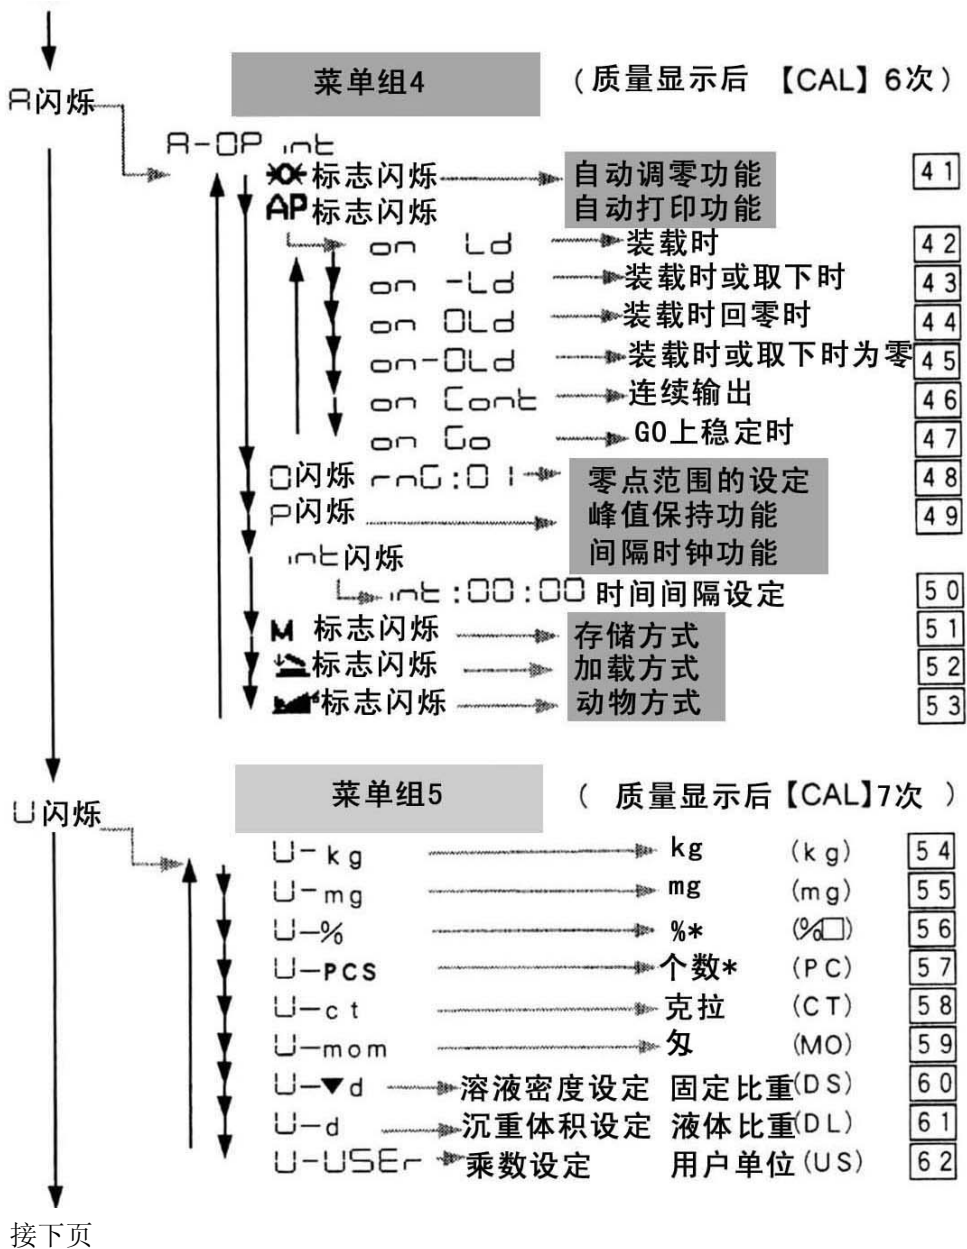 菜单组4 (质量显示后 【CAL】6次)
A闪烁
A-OP int
标志闪烁 自动调零功能 41
AP标志闪烁 自动打印功能
on Ld 装载时 42
on -Ld 装载时或取下时 43
on 0Ld 装载时回零时 44
on-0Ld 装载时或取下时为零 45
on Cont 连续输出 46
on Go GO上稳定时 47
0闪烁 rnG:01 零点范围的设定 48
P闪烁 峰值保持功能 49
int闪烁 间隔时钟功能
int:00:00 时间间隔设定 50
M 标志闪烁 存储方式 51
标志闪烁 加载方式 52
标志闪烁 动物方式 53
菜单组5 (质量显示后【CAL】7次)
U闪烁
U-kg kg (kg) 54
U-mg mg (mg) 55
U-% %* (%□) 56
U-PCS 个数* (PC) 57
U-ct 克拉 (CT) 58
U-mom 匁 (MO) 59
U-▼d 溶液密度设定 固定比重(DS) 60
U-d 沉重体积设定 液体比重(DL) 61
U-USEr 乘数设定 用户单位(US) 62
接下页